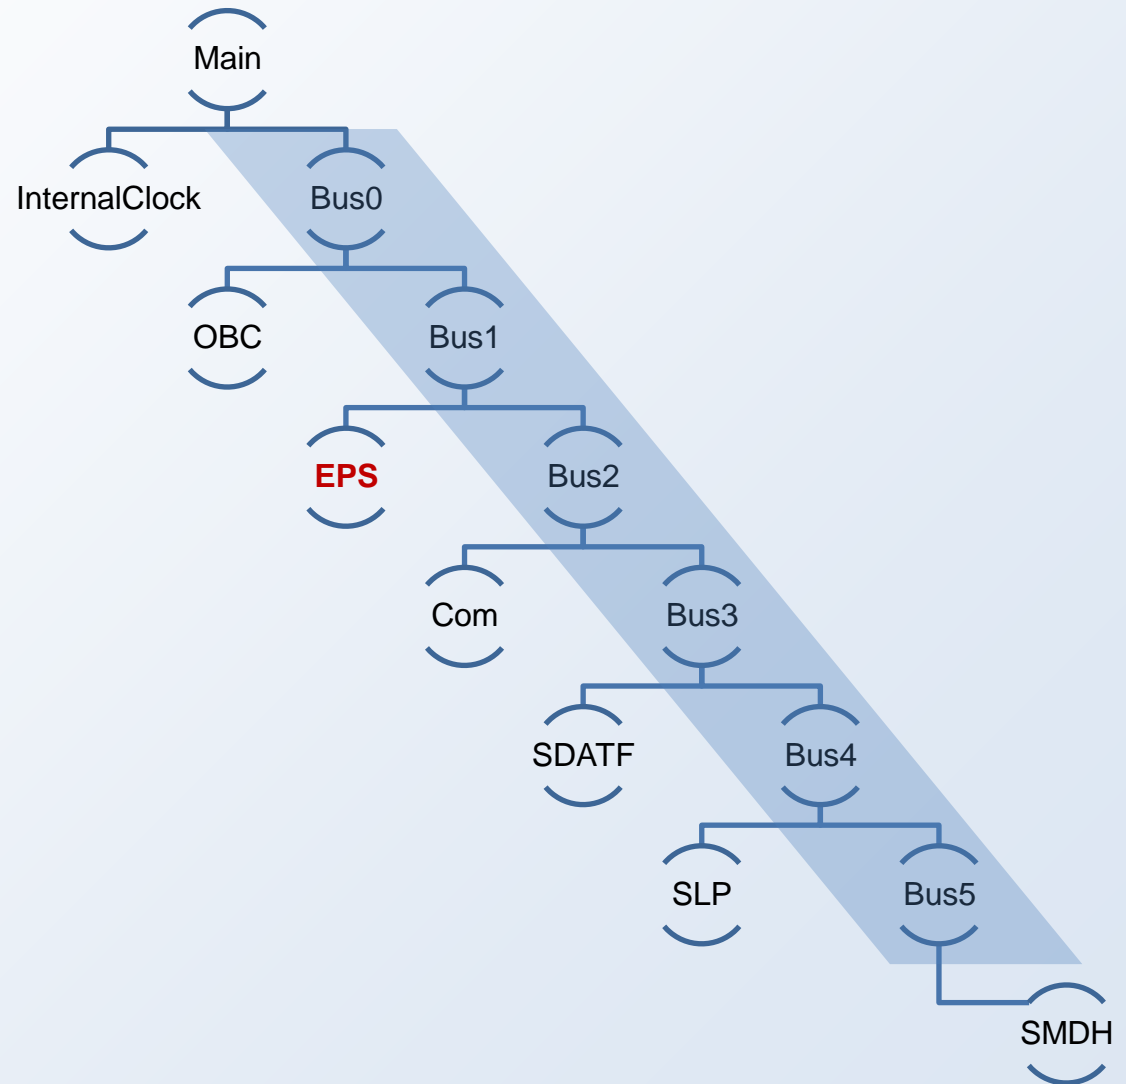 Main
InternalClock
Bus0
OBC
Bus1
EPS
Bus2
Com
Bus3
SDATF
Bus4
SLP
Bus5
SMDH